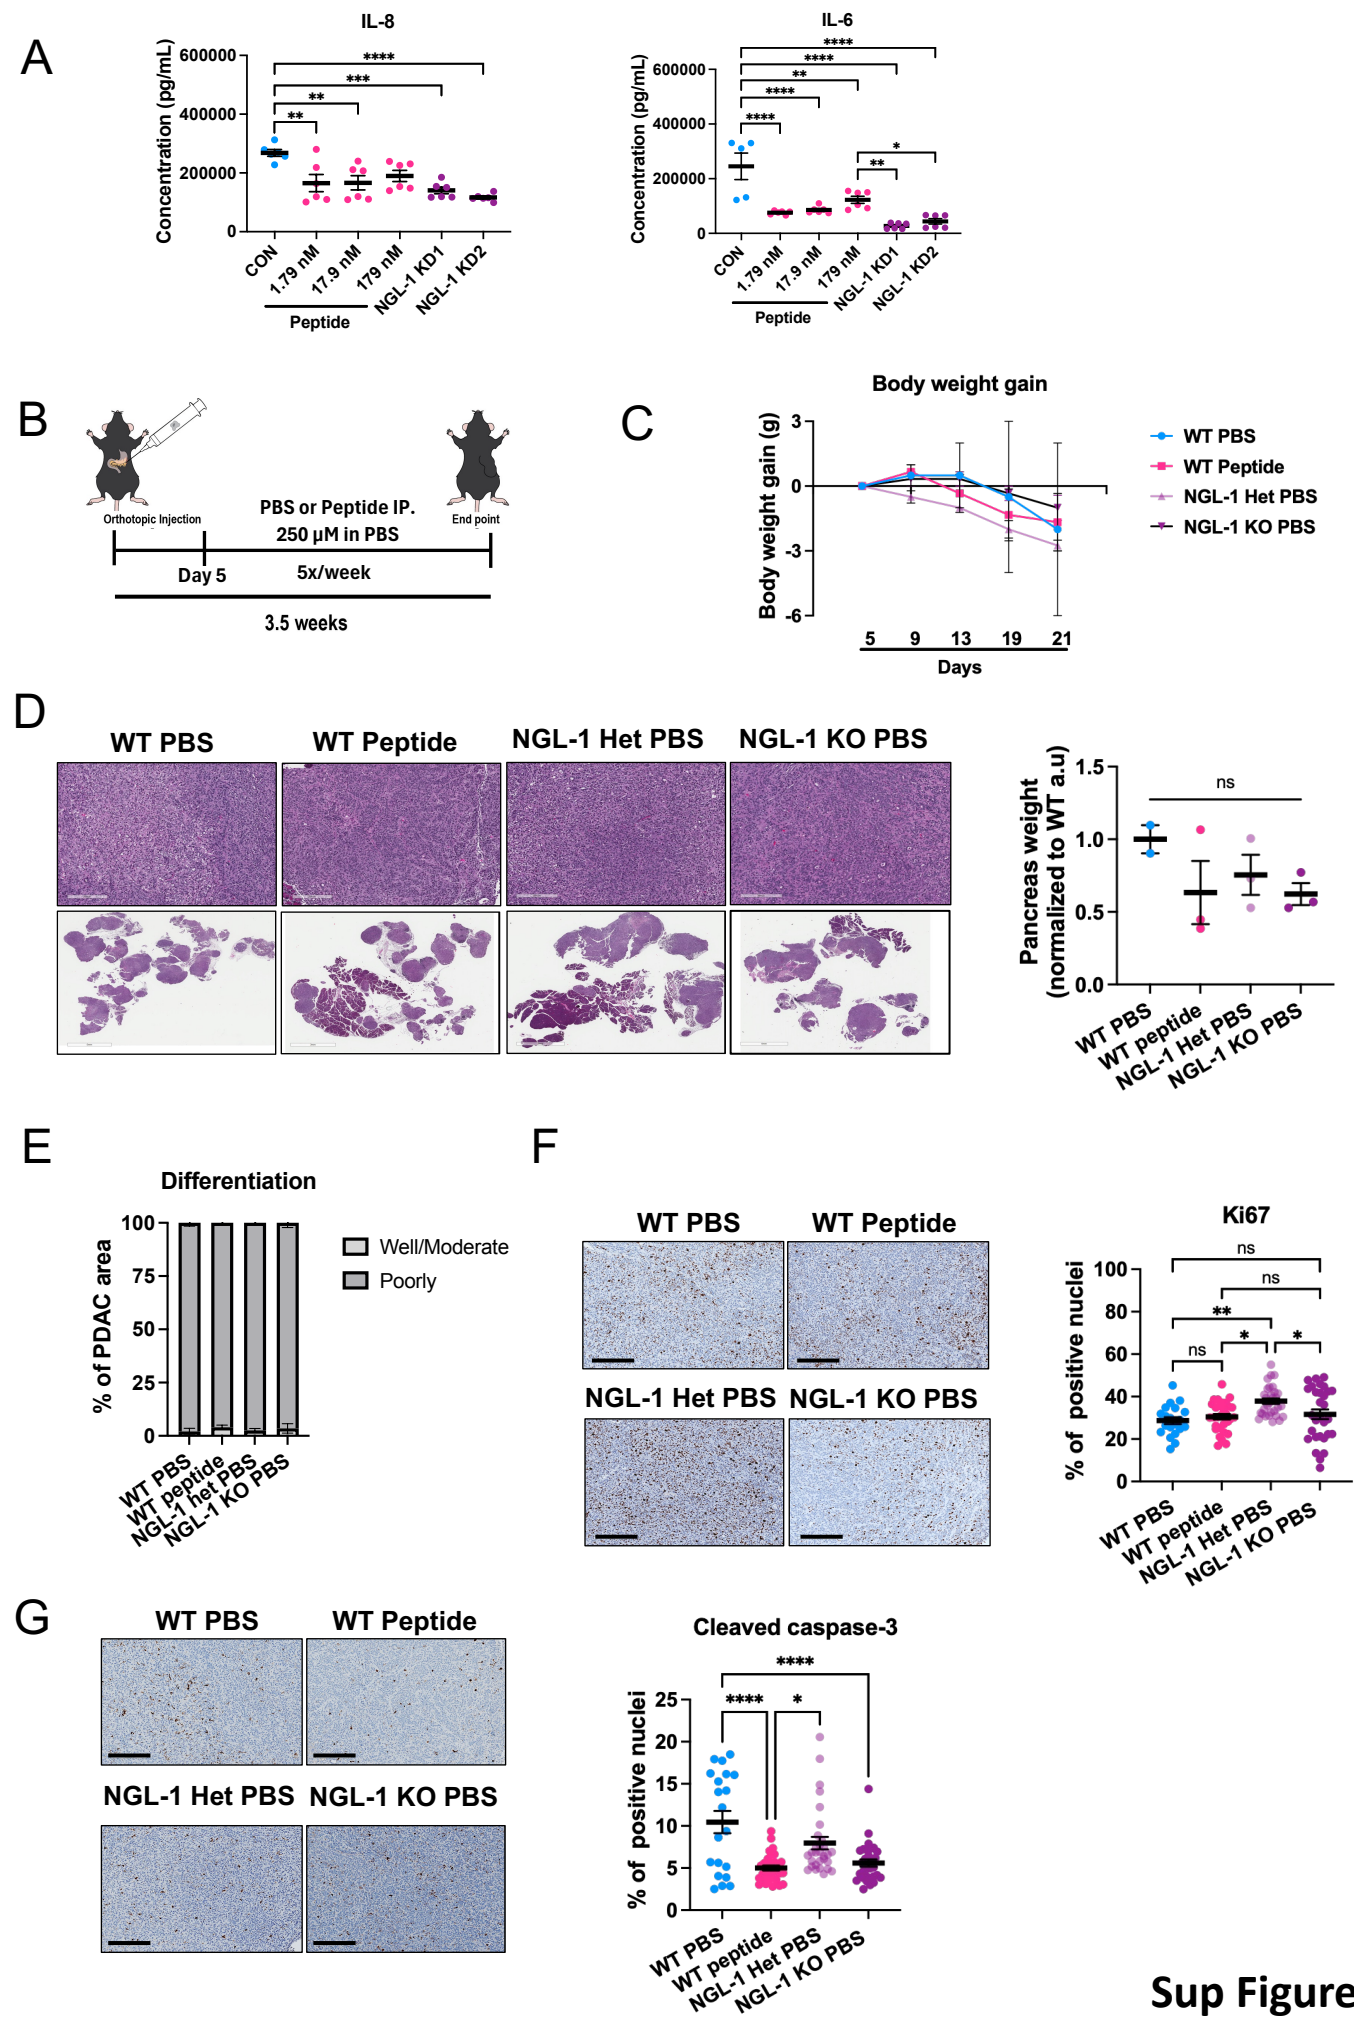 A
IL-8
Concentration (pg/mL)
600000
400000
200000
0
****
***
**
**
CON
1.79 nM
17.9 nM
179 nM
NGL-1 KD1
NGL-1 KD2
Peptide
IL-6
Concentration (pg/mL)
600000
400000
200000
0
****
****
**
****
****
*
**
CON
1.79 nM
17.9 nM
179 nM
NGL-1 KD1
NGL-1 KD2
Peptide
B
Orthotopic Injection
PBS or Peptide IP.
250 µM in PBS
End point
Day 5
5x/week
3.5 weeks
C
Body weight gain
Body weight gain (g)
3
0
-3
-6
5 9 13 19 21
Days
WT PBS
WT Peptide
NGL-1 Het PBS
NGL-1 KO PBS
D
WT PBS
WT Peptide
NGL-1 Het PBS
NGL-1 KO PBS
Pancreas weight
(normalized to WT a.u)
1.5
1.0
0.5
0.0
ns
WT PBS
WT peptide
NGL-1 Het PBS
NGL-1 KO PBS
E
Differentiation
% of PDAC area
100
75
50
25
0
WT PBS
WT peptide
NGL-1 het PBS
NGL-1 KO PBS
Well/Moderate
Poorly
F
WT PBS
WT Peptide
NGL-1 Het PBS
NGL-1 KO PBS
Ki67
% of positive nuclei
100
80
60
40
20
0
ns
ns
**
*
*
ns
WT PBS
WT peptide
NGL-1 Het PBS
NGL-1 KO PBS
G
WT PBS
WT Peptide
NGL-1 Het PBS
NGL-1 KO PBS
Cleaved caspase-3
% of positive nuclei
25
20
15
10
5
0
****
****
*
WT PBS
WT peptide
NGL-1 Het PBS
NGL-1 KO PBS
Sup Figure